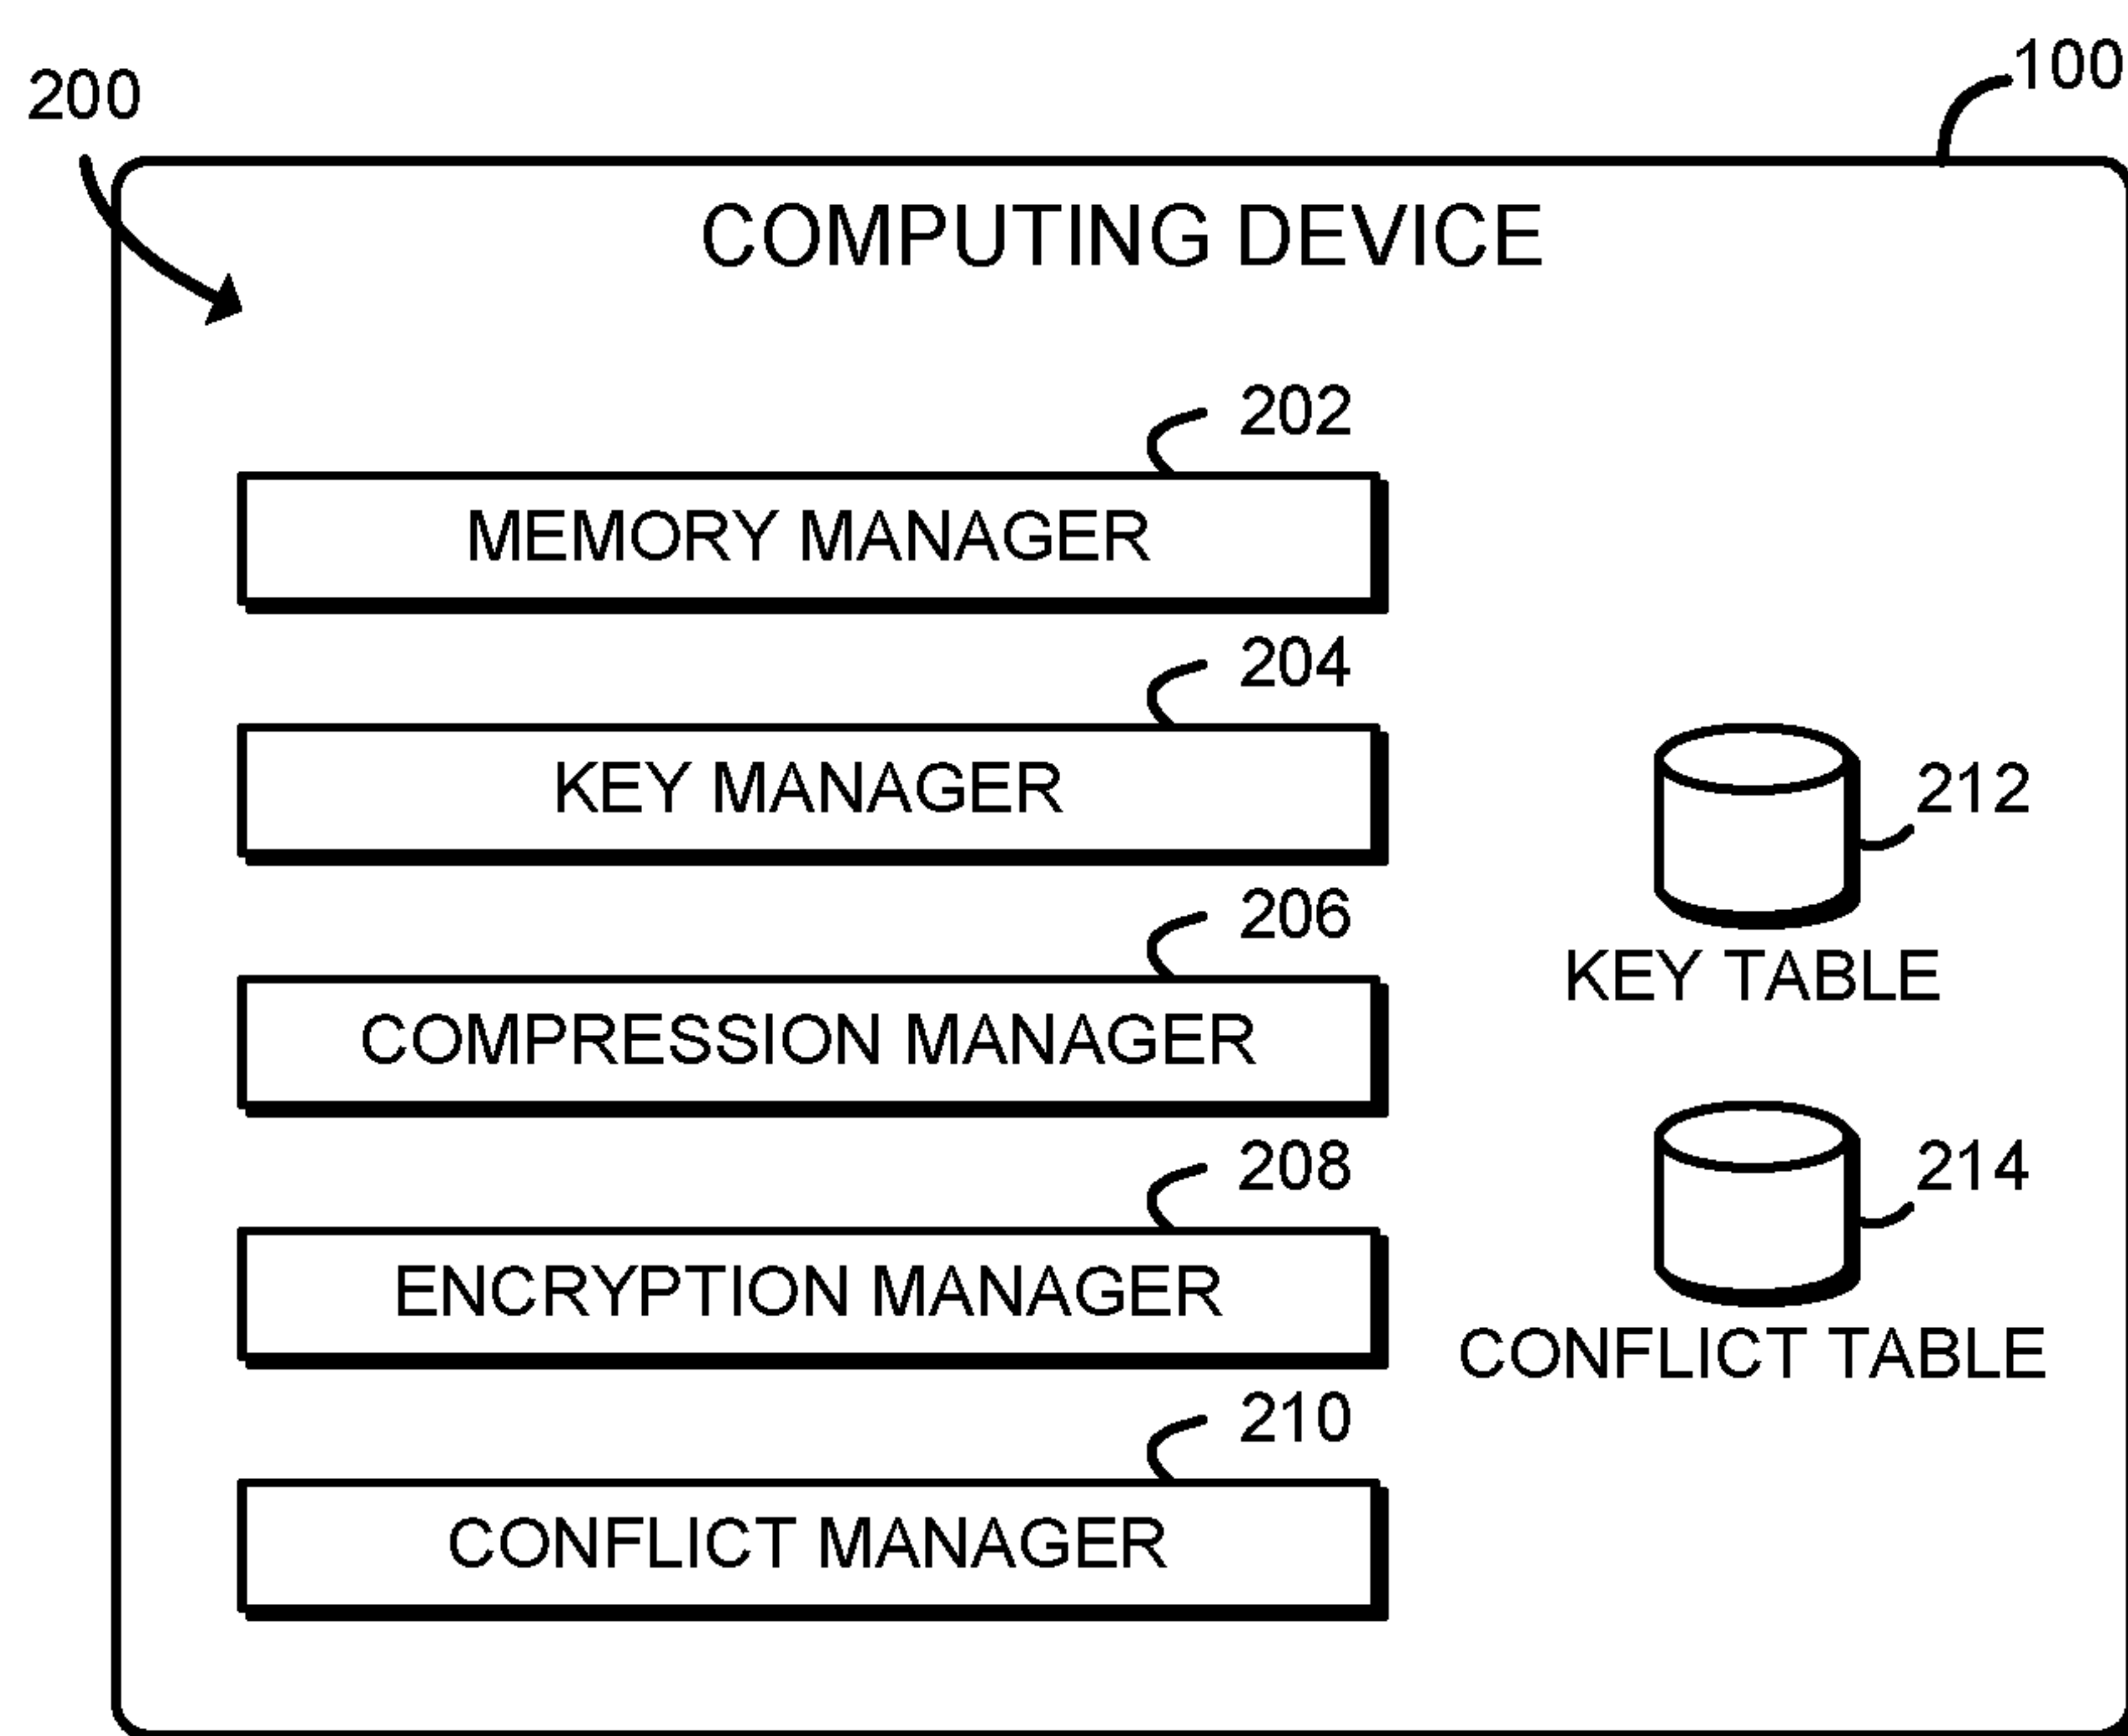 200
100
COMPUTING DEVICE
202
MEMORY MANAGER
204
KEY MANAGER
212
206
KEY TABLE
COMPRESSION MANAGER
208
214
ENCRYPTION MANAGER
CONFLICT TABLE
210
CONFLICT MANAGER